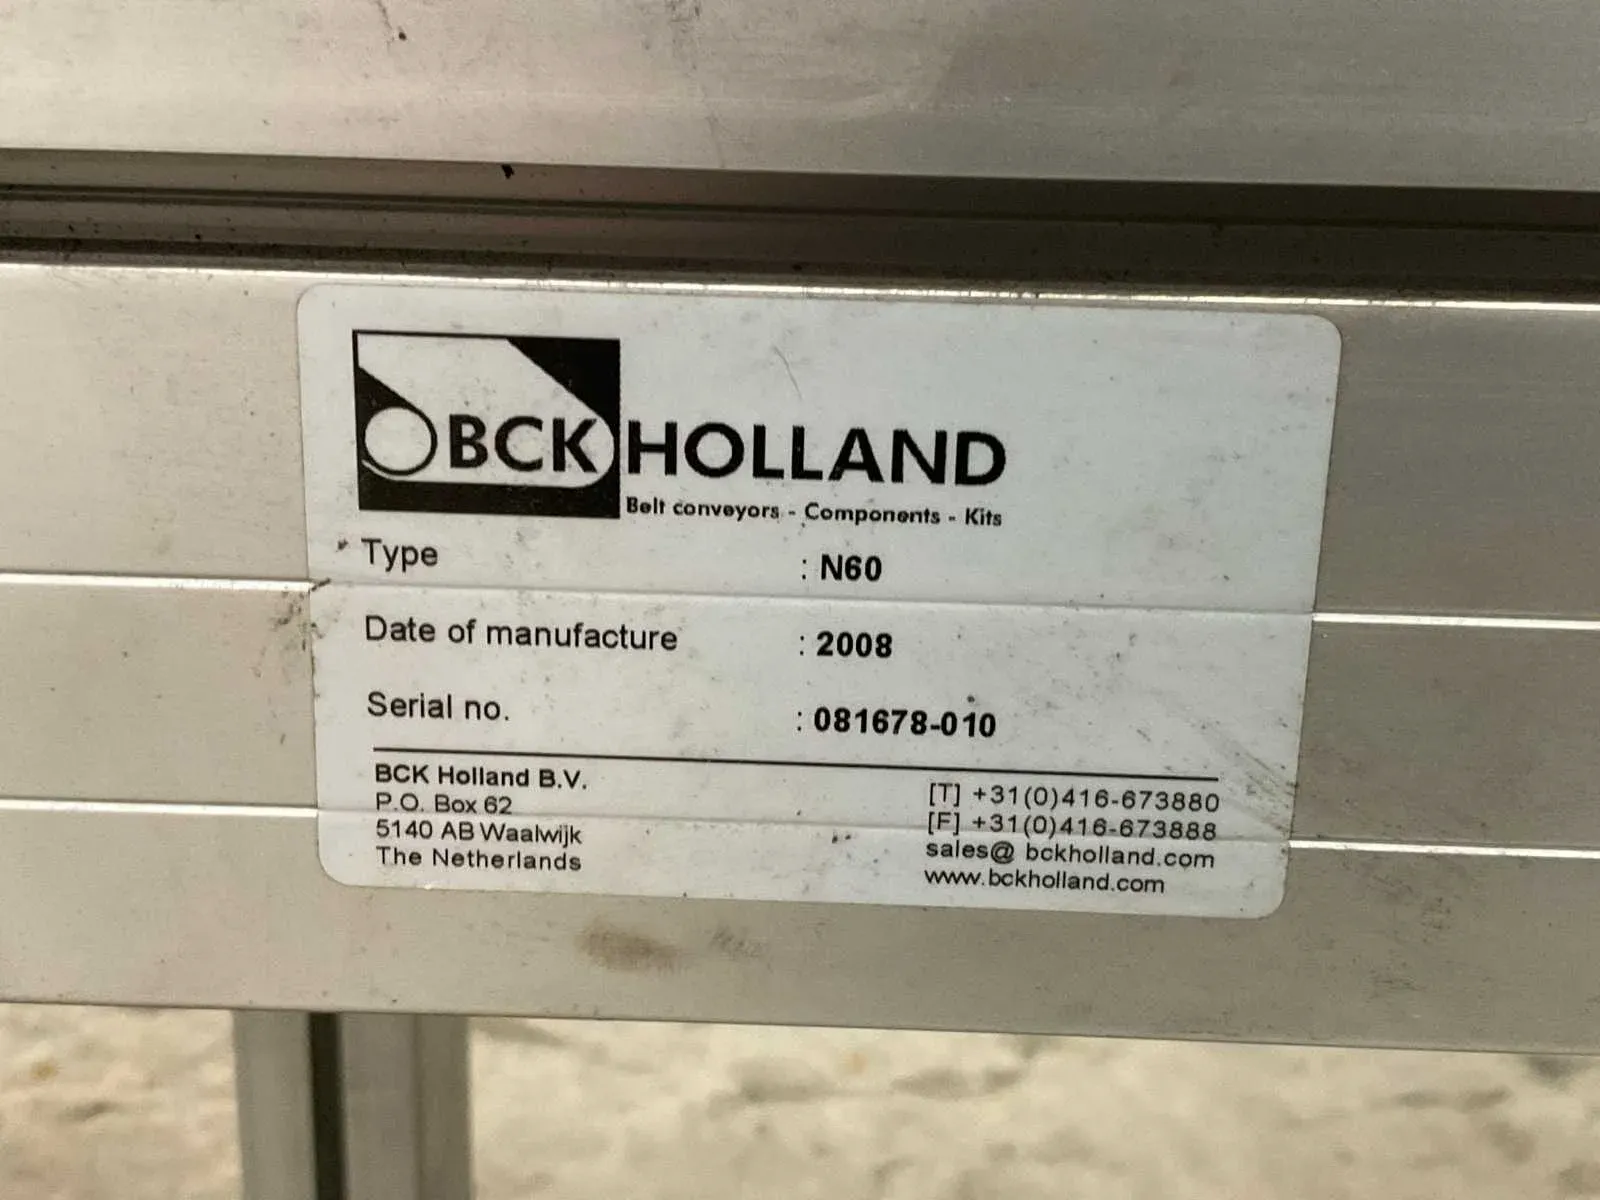 BCK HOLLAND
Belt conveyors - Components - Kits
Type : N60
Date of manufacture : 2008
Serial no. : 081678-010
BCK Holland B.V.
P.O. Box 62
5140 AB Waalwijk
The Netherlands
[T] +31(0)416-673880
[F] +31(0)416-673888
sales@ bckholland.com
www.bckholland.com